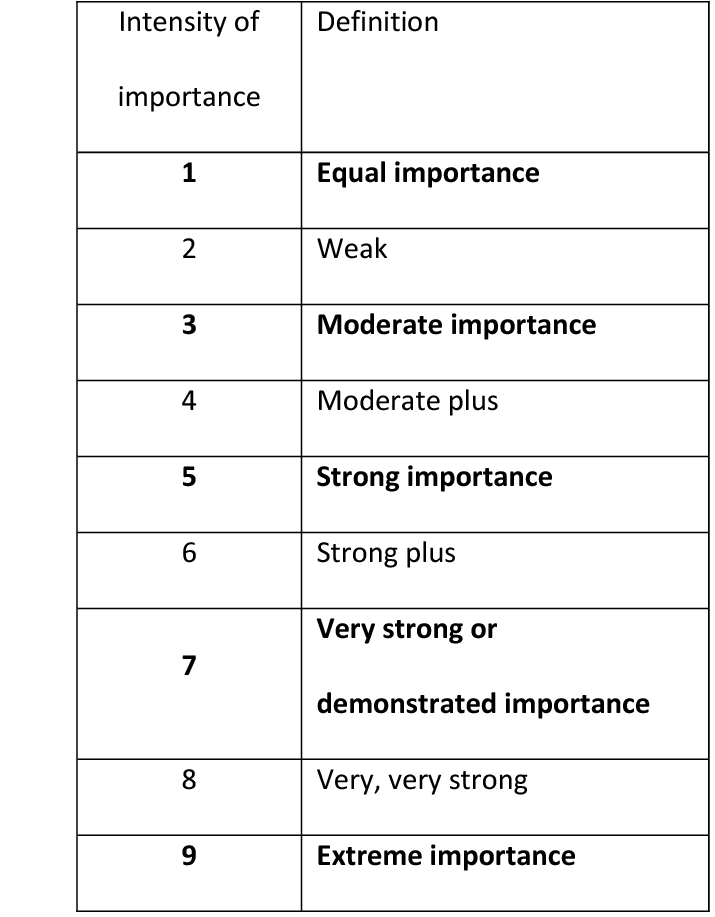 Intensity of
importance
Definition
1
Equal importance
2
Weak
3
Moderate importance
4
Moderate plus
5
Strong importance
6
Strong plus
7
Very strong or
demonstrated importance
8
Very, very strong
9
Extreme importance